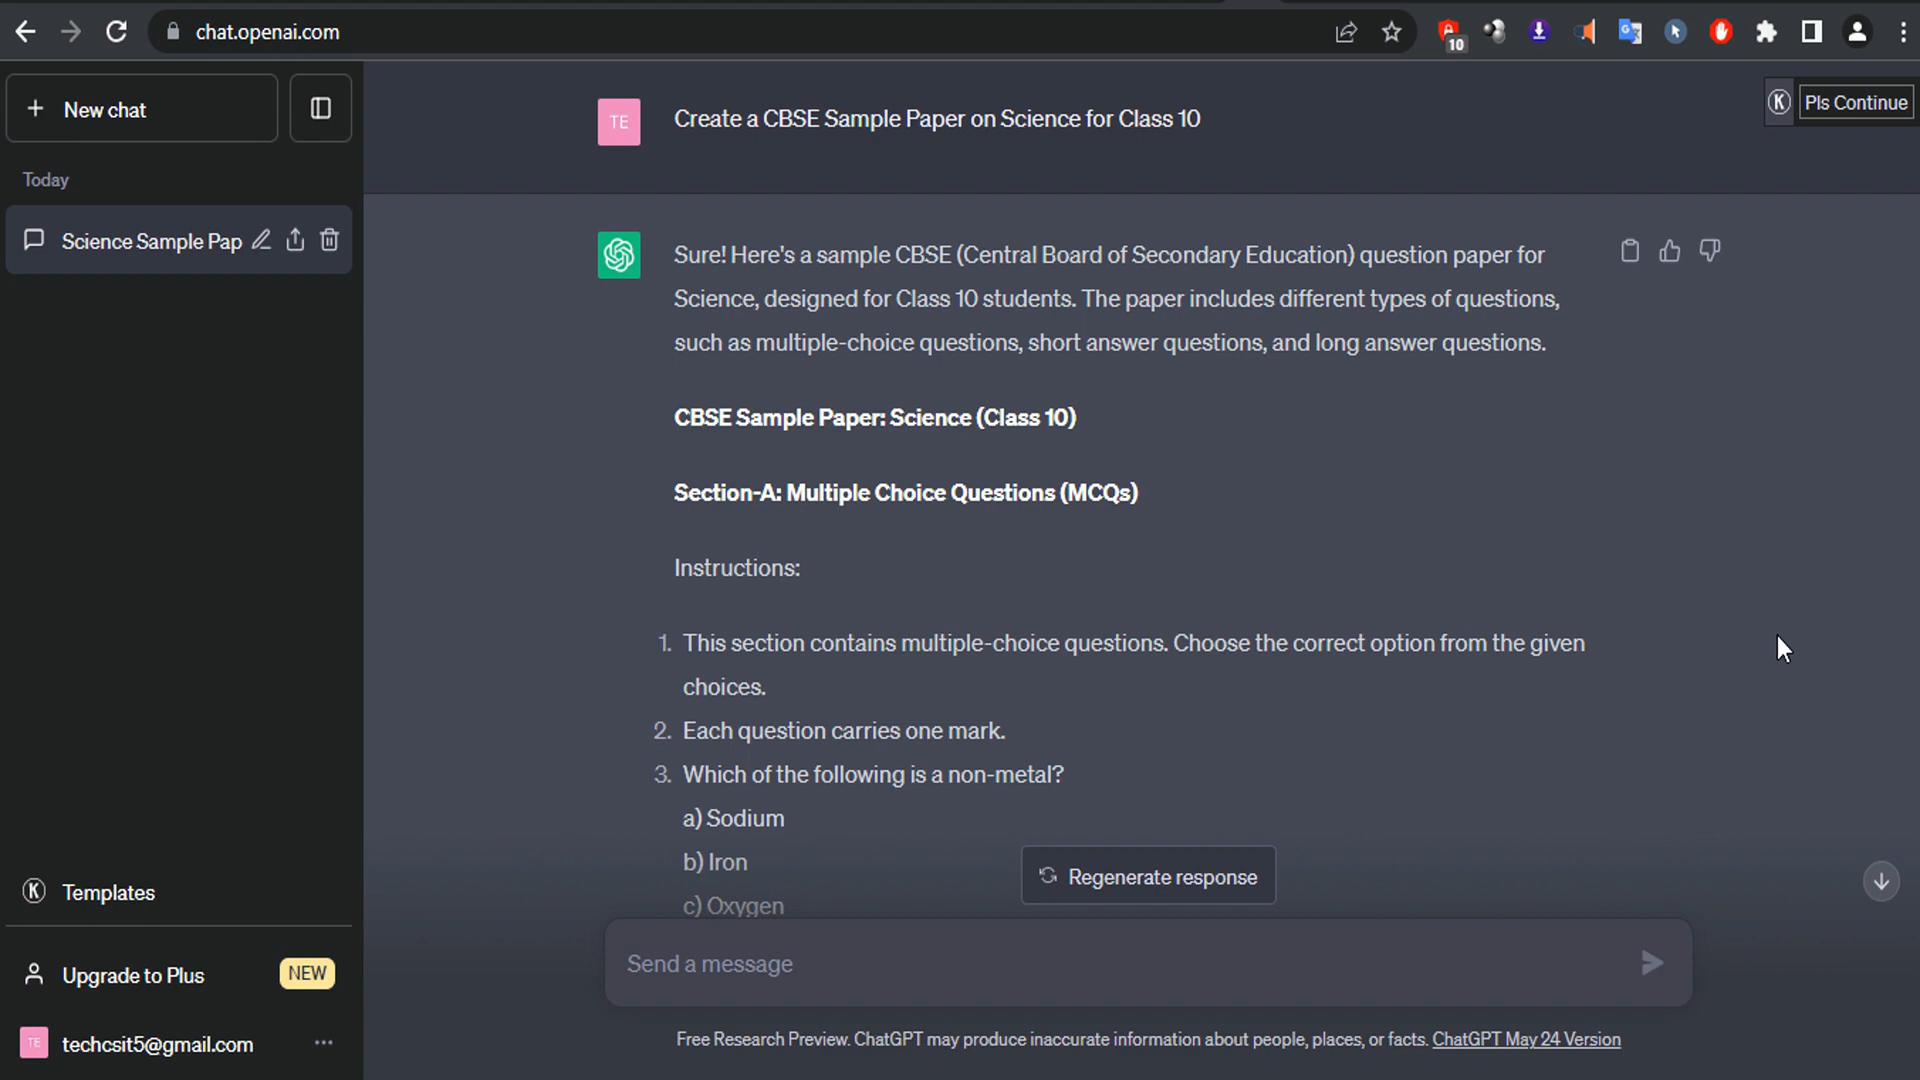 chat.openai.com
10
New chat
Today
Science Sample Pap
Templates
Upgrade to Plus
NEW
TE
techcsit5@gmail.com
Pls Continue
TE
Create a CBSE Sample Paper on Science for Class 10
Sure! Here's a sample CBSE (Central Board of Secondary Education) question paper for
Science, designed for Class 10 students. The paper includes different types of questions,
such as multiple-choice questions, short answer questions, and long answer questions.
CBSE Sample Paper: Science (Class 10)
Section-A: Multiple Choice Questions (MCQs)
Instructions:
1. This section contains multiple-choice questions. Choose the correct option from the given
choices.
2. Each question carries one mark.
3. Which of the following is a non-metal?
a) Sodium
b) Iron
c) Oxygen
Regenerate response
Send a message
Free Research Preview. ChatGPT may produce inaccurate information about people, places, or facts. ChatGPT May 24 Version